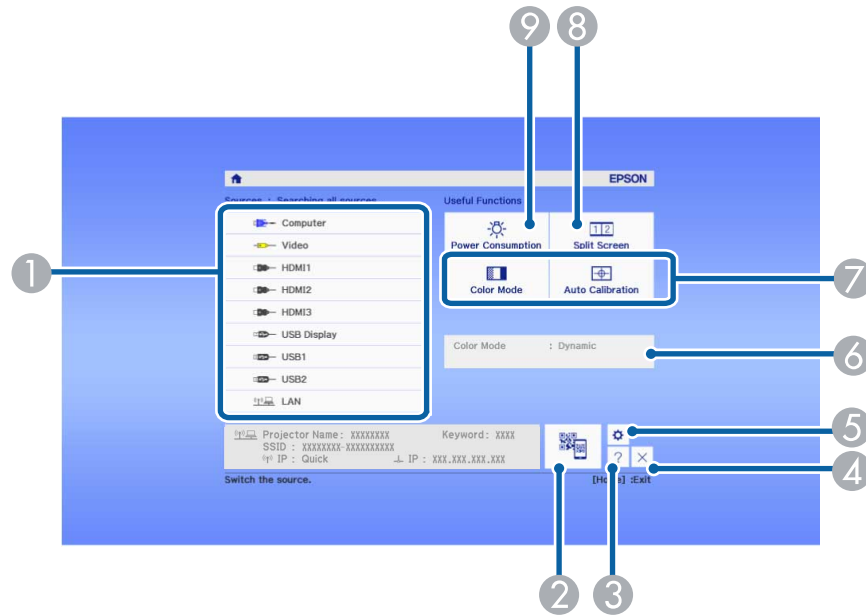 9 8
EPSON
Sources : Searching all sources
Useful Functions
Computer
Video
HDMI1
HDMI2
HDMI3
USB Display
USB1
USB2
LAN
1
Power Consumption
Split Screen
Color Mode
Auto Calibration
7
Color Mode : Dynamic
6
Projector Name : XXXXXXXX Keyword : XXXX
SSID : XXXXXXXX-XXXXXXXXXX
IP : Quick IP : XXX.XXX.XXX.XXX
5
?
4
Switch the source.
[Home] :Exit
2 3